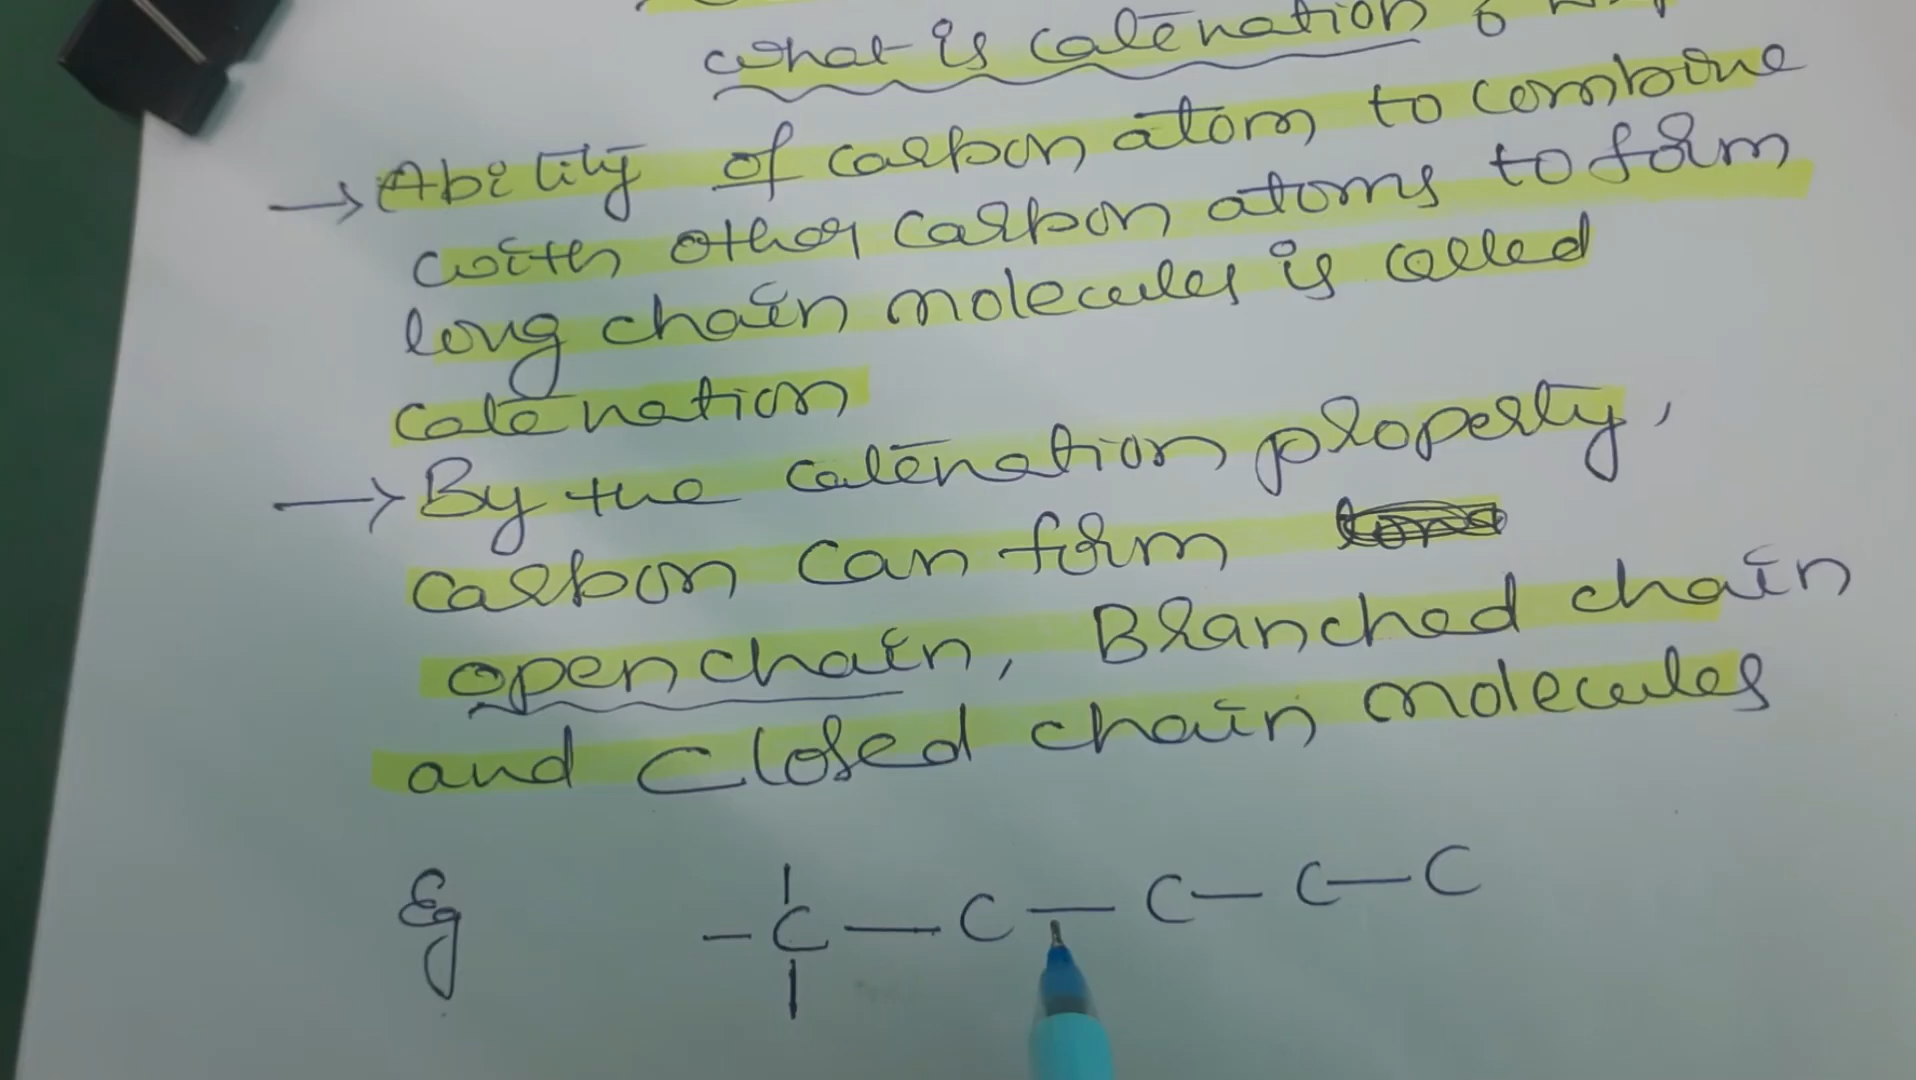 what is catenation ?
→ Ability of carbon atom to combine
with other carbon atoms to form
long chain molecules is called
catenation
→ By the catenation property,
carbon can form
open chain, Branched chain
and closed chain molecules
Eg -C-C-C-C-C